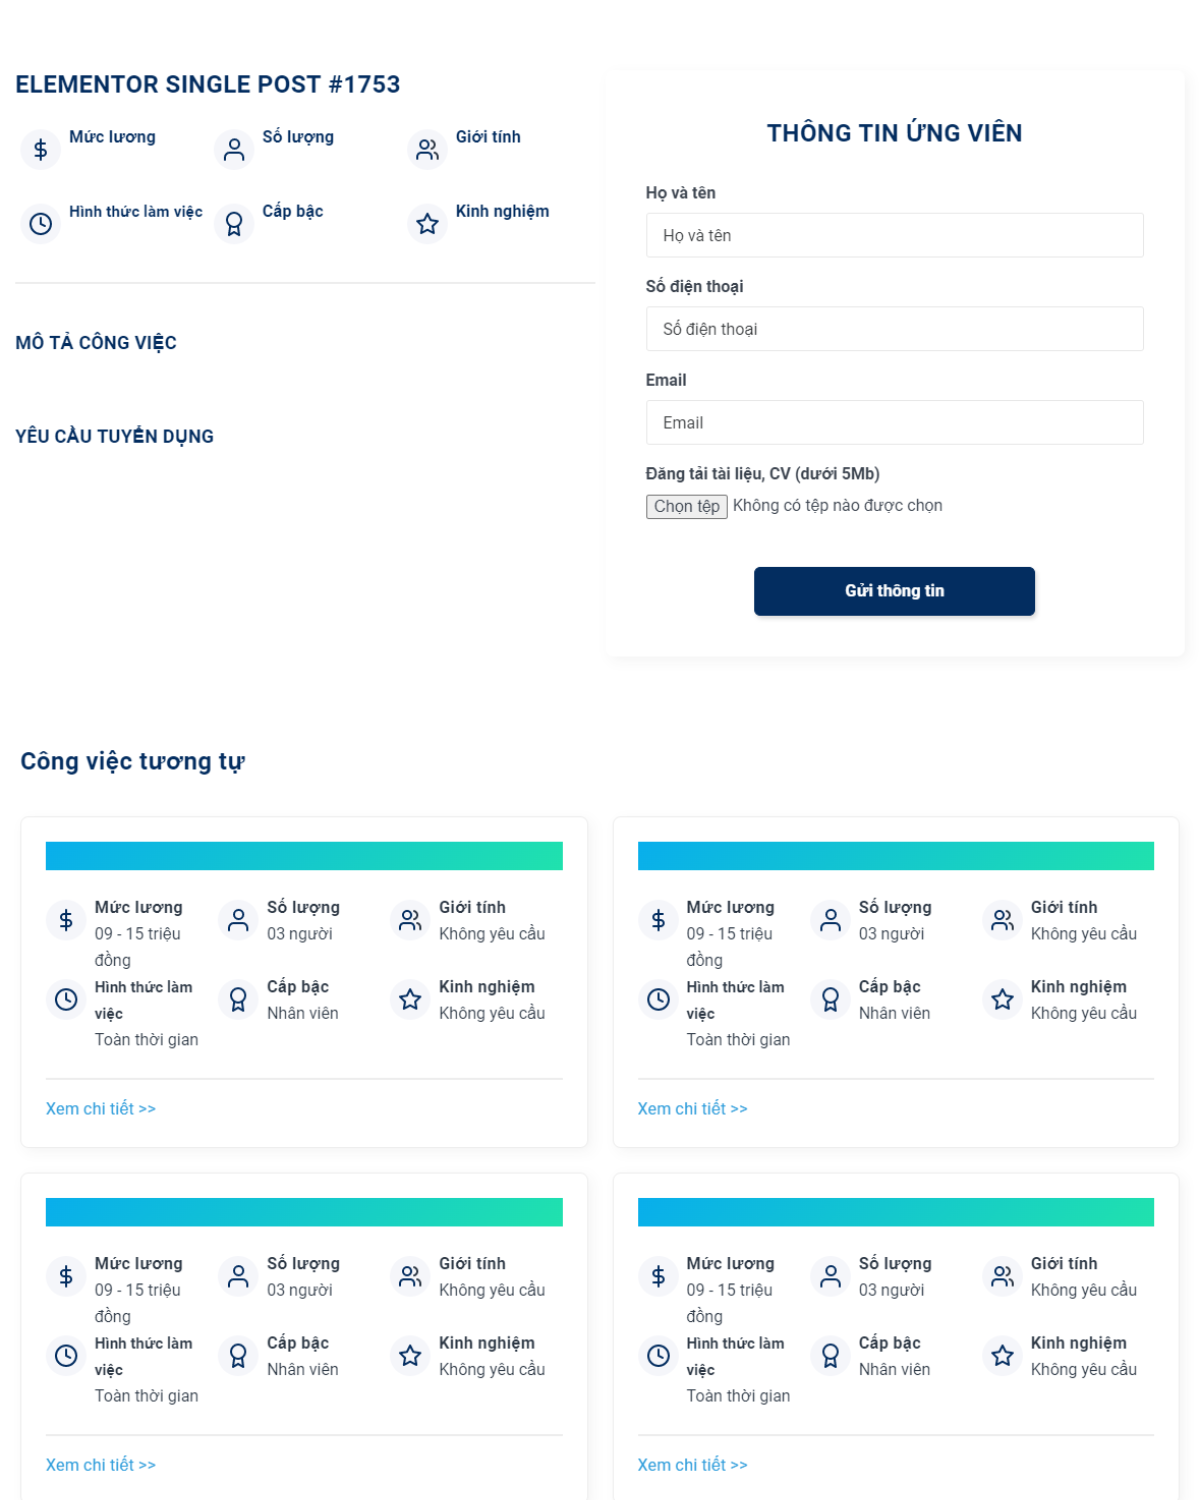 ELEMENTOR SINGLE POST #1753
Mức lương
Số lượng
Giới tính
Hình thức làm việc
Cấp bậc
Kinh nghiệm
MÔ TẢ CÔNG VIỆC
YÊU CẦU TUYỂN DỤNG
THÔNG TIN ỨNG VIÊN
Họ và tên
Họ và tên
Số điện thoại
Số điện thoại
Email
Email
Đăng tải tài liệu, CV (dưới 5Mb)
Chọn tệp Không có tệp nào được chọn
Gửi thông tin
Công việc tương tự
Mức lương
09 - 15 triệu
đồng
Số lượng
03 người
Giới tính
Không yêu cầu
Hình thức làm
việc
Toàn thời gian
Cấp bậc
Nhân viên
Kinh nghiệm
Không yêu cầu
Xem chi tiết >>
Mức lương
09 - 15 triệu
đồng
Số lượng
03 người
Giới tính
Không yêu cầu
Hình thức làm
việc
Toàn thời gian
Cấp bậc
Nhân viên
Kinh nghiệm
Không yêu cầu
Xem chi tiết >>
Mức lương
09 - 15 triệu
đồng
Số lượng
03 người
Giới tính
Không yêu cầu
Hình thức làm
việc
Toàn thời gian
Cấp bậc
Nhân viên
Kinh nghiệm
Không yêu cầu
Xem chi tiết >>
Mức lương
09 - 15 triệu
đồng
Số lượng
03 người
Giới tính
Không yêu cầu
Hình thức làm
việc
Toàn thời gian
Cấp bậc
Nhân viên
Kinh nghiệm
Không yêu cầu
Xem chi tiết >>